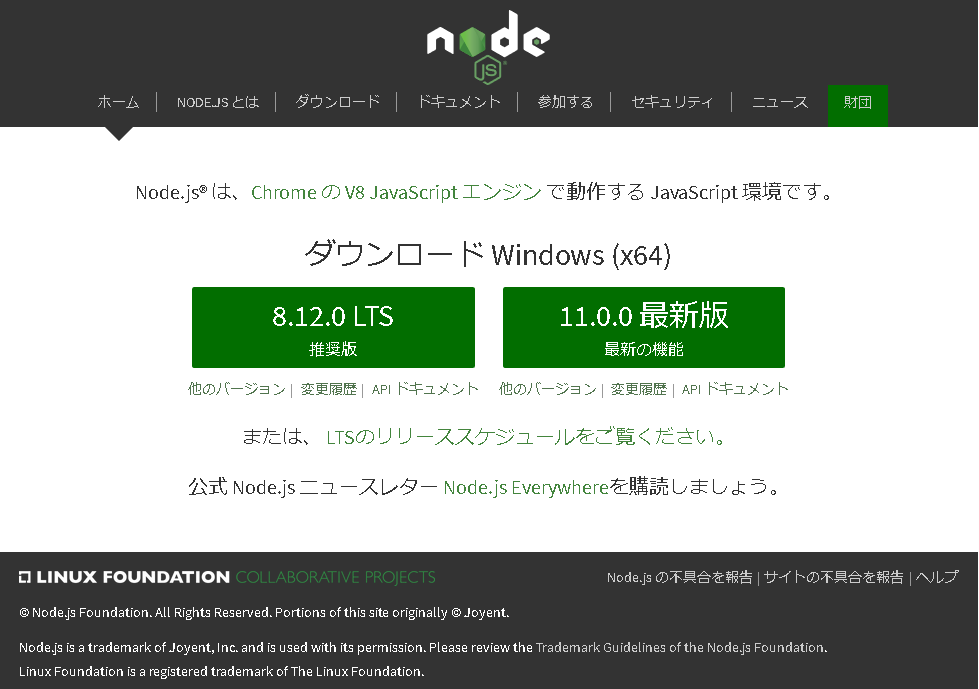 node
JS
ホーム | NODE.JS とは | ダウンロード | ドキュメント | 参加する | セキュリティ | ニュース 財団
Node.js® は、Chrome の V8 JavaScript エンジン で動作する JavaScript 環境です。
ダウンロード Windows (x64)
8.12.0 LTS
推奨版
11.0.0 最新版
最新の機能
他のバージョン | 変更履歴 | API ドキュメント
他のバージョン | 変更履歴 | API ドキュメント
または、 LTSのリリーススケジュールをご覧ください。
公式 Node.js ニュースレター Node.js Everywhereを購読しましょう。
LINUX FOUNDATION COLLABORATIVE PROJECTS
Node.js の不具合を報告 | サイトの不具合を報告 | ヘルプ
© Node.js Foundation. All Rights Reserved. Portions of this site originally © Joyent.
Node.js is a trademark of Joyent, Inc. and is used with its permission. Please review the Trademark Guidelines of the Node.js Foundation.
Linux Foundation is a registered trademark of The Linux Foundation.